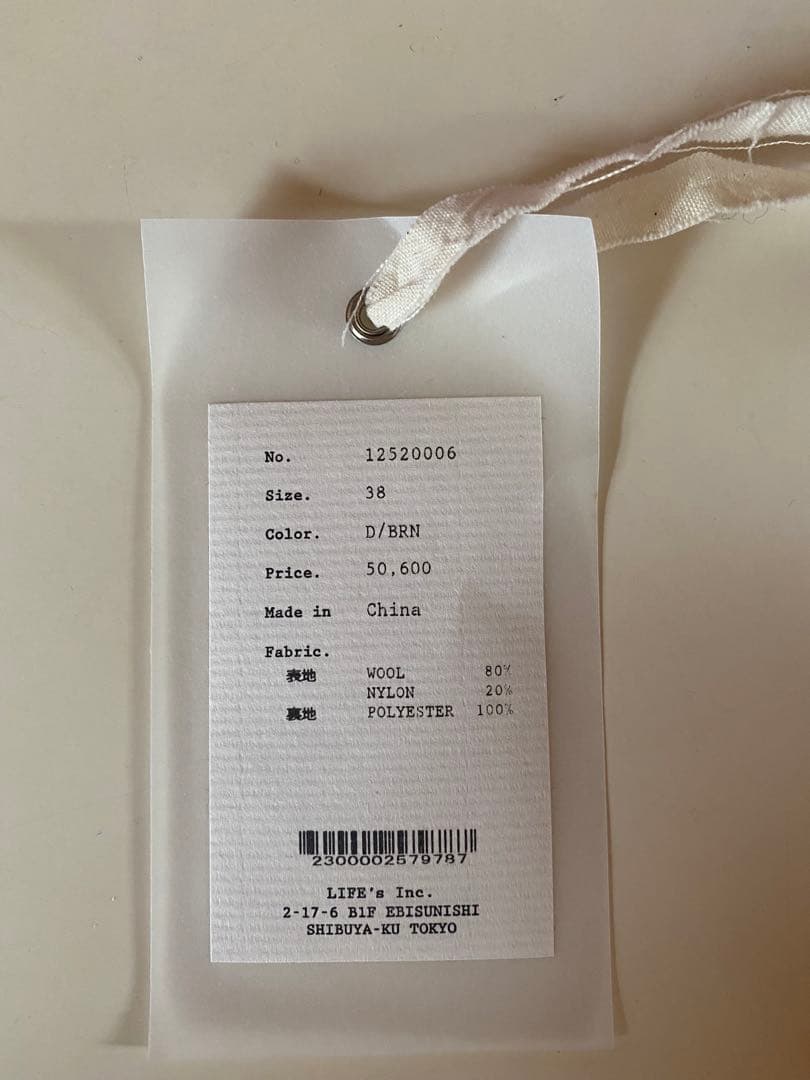 No. 12520006
Size. 38
Color. D/BRN
Price. 50,600
Made in China
Fabric.
表地 WOOL 80%
NYLON 20%
裏地 POLYESTER 100%
2300002579787
LIFE's Inc.
2-17-6 B1F EBISUNISHI
SHIBUYA-KU TOKYO